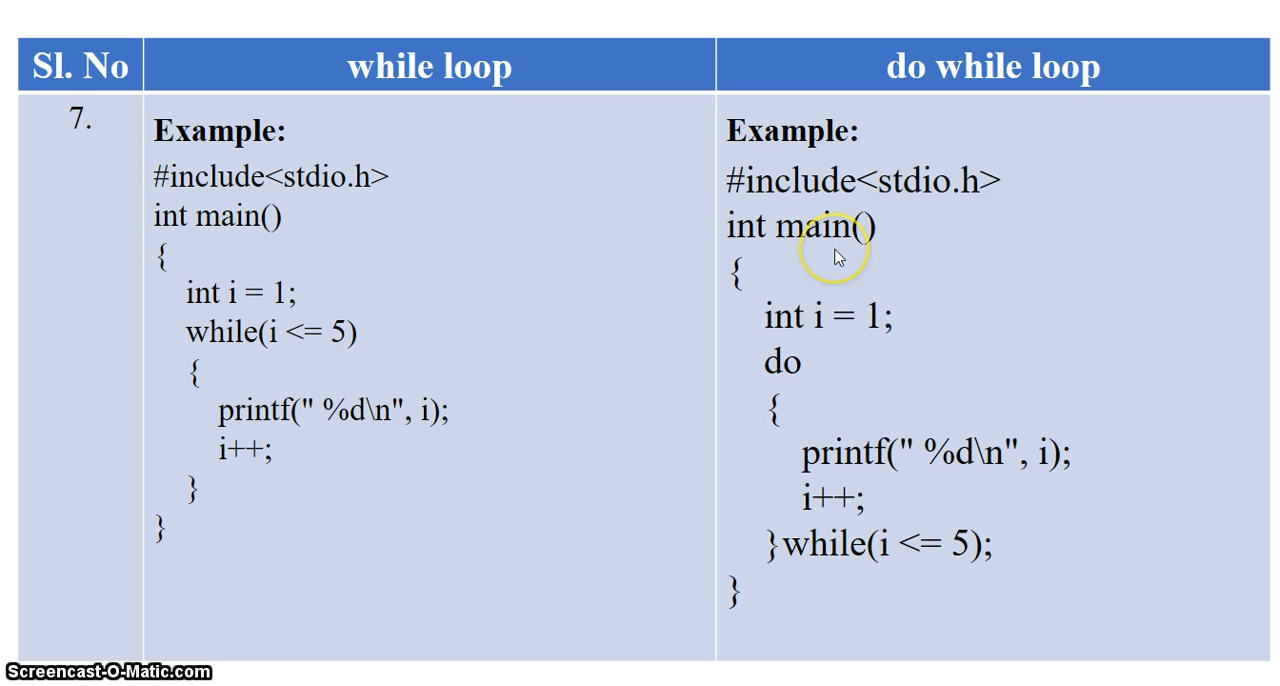 Sl. No while loop do while loop
7.
Example:
#include<stdio.h>
int main()
{
int i = 1;
while(i <= 5)
{
printf(" %d\n", i);
i++;
}
}
Example:
#include<stdio.h>
int main()
{
int i = 1;
do
{
printf(" %d\n", i);
i++;
}while(i <= 5);
}
Screencast-O-Matic.com